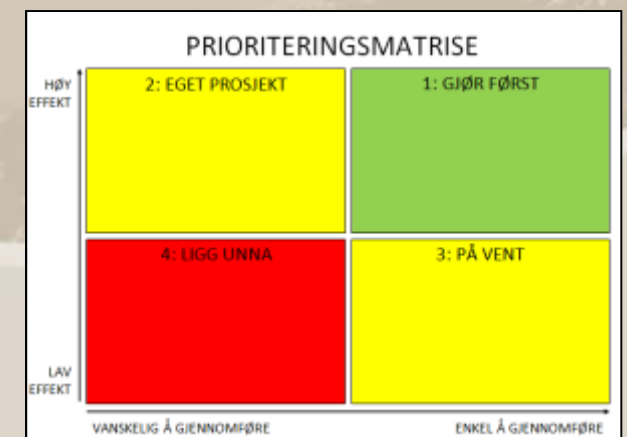 PRIORITERINGSMATRISE
HØY
EFFEKT
2: EGET PROSJEKT
1: GJØR FØRST
4: LIGG UNNA
3: PÅ VENT
LAV
EFFEKT
VANSKELIG Å GJENNOMFØRE
ENKEL Å GJENNOMFØRE